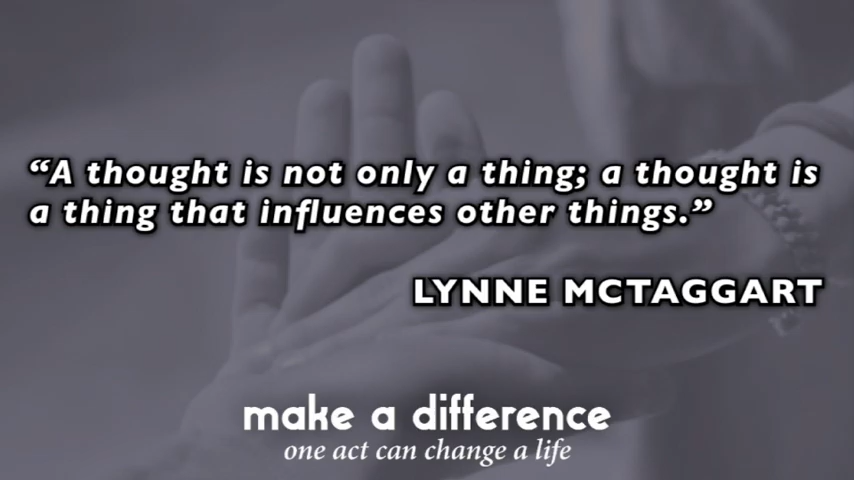 “A thought is not only a thing; a thought is
a thing that influences other things.”
LYNNE MCTAGGART
make a difference
one act can change a life